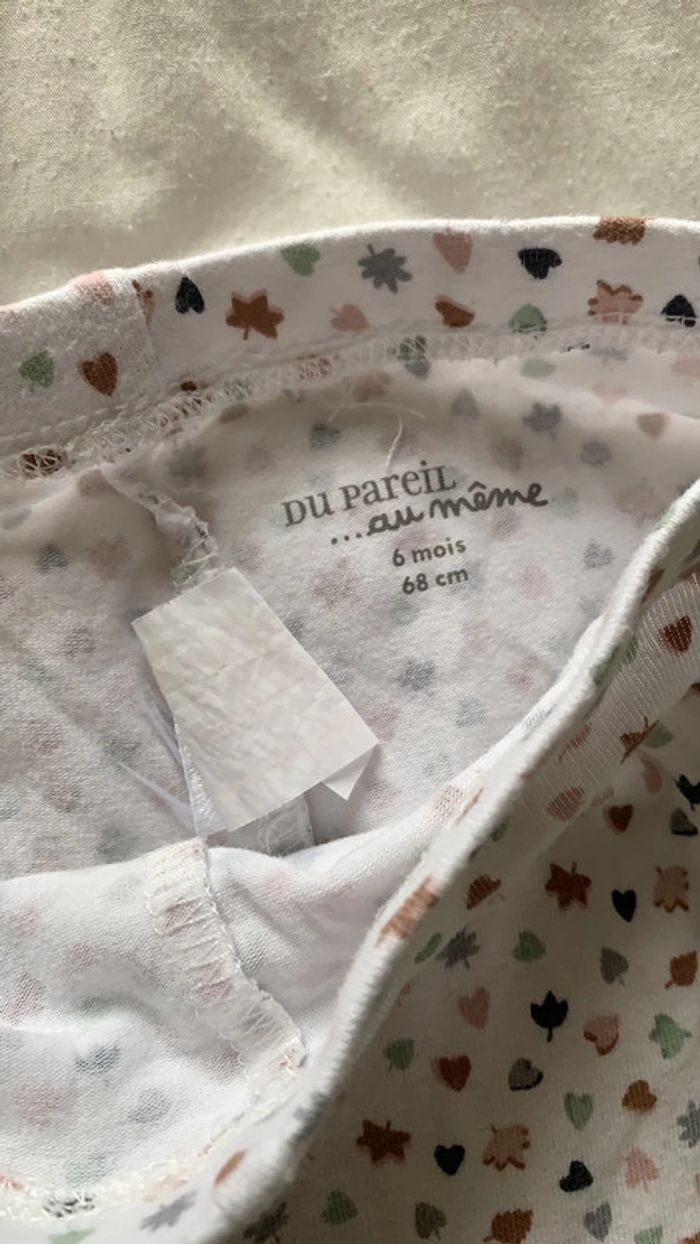 DU PareiL
...au même
6 mois
68 cm